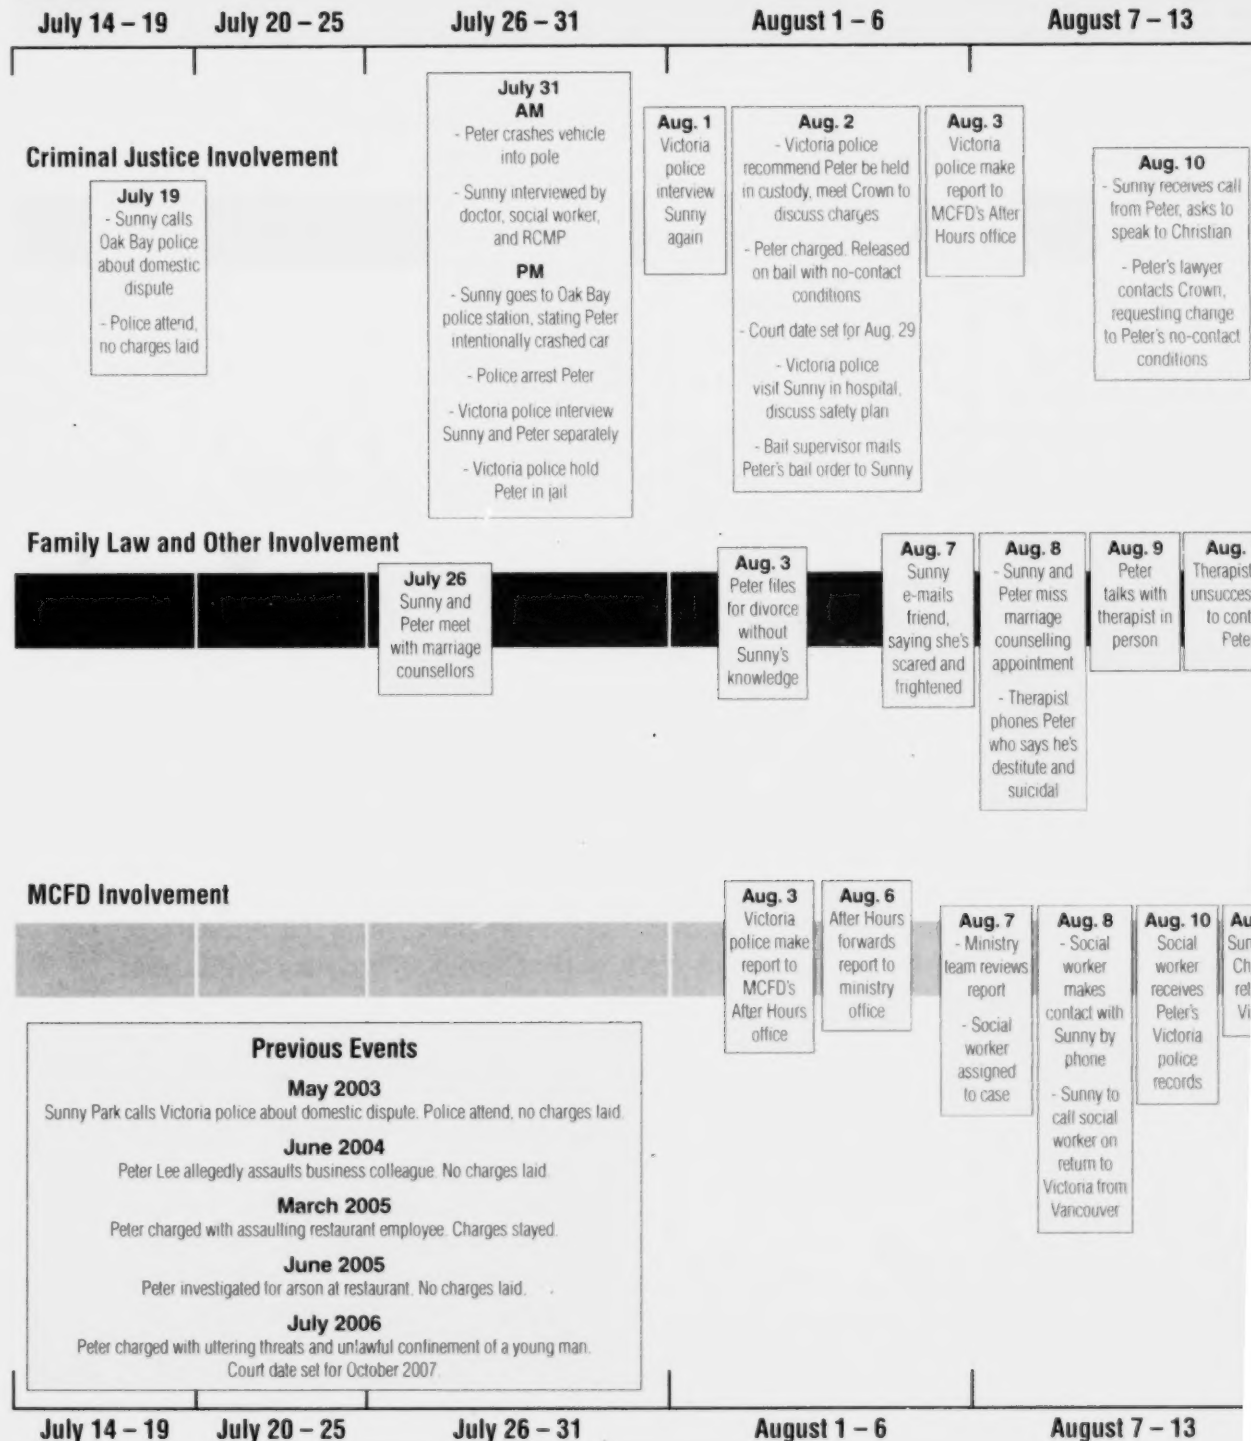 July 14 – 19
July 20 – 25
July 26 – 31
August 1 – 6
August 7 – 13
Criminal Justice Involvement
July 19
- Sunny calls
Oak Bay police
about domestic
dispute
- Police attend,
no charges laid
July 31
AM
- Peter crashes vehicle
into pole
- Sunny interviewed by
doctor, social worker,
and RCMP
PM
- Sunny goes to Oak Bay
police station, stating Peter
intentionally crashed car
- Police arrest Peter
- Victoria police interview
Sunny and Peter separately
- Victoria police hold
Peter in jail
Aug. 1
Victoria
police
interview
Sunny
again
Aug. 2
- Victoria police
recommend Peter be held
in custody, meet Crown to
discuss charges
- Peter charged. Released
on bail with no-contact
conditions
- Court date set for Aug. 29
- Victoria police
visit Sunny in hospital,
discuss safety plan
- Bail supervisor mails
Peter's bail order to Sunny
Aug. 3
Victoria
police make
report to
MCFD's After
Hours office
Aug. 10
- Sunny receives call
from Peter, asks to
speak to Christian
- Peter's lawyer
contacts Crown,
requesting change
to Peter's no-contact
conditions
Family Law and Other Involvement
July 26
Sunny and
Peter meet
with marriage
counsellors
Aug. 3
Peter files
for divorce
without
Sunny's
knowledge
Aug. 7
Sunny
e-mails
friend,
saying she's
scared and
frightened
Aug. 8
- Sunny and
Peter miss
marriage
counselling
appointment
- Therapist
phones Peter
who says he's
destitute and
suicidal
Aug. 9
Peter
talks with
therapist in
person
Aug.
Therapist
unsucces
to cont
Pete
MCFD Involvement
Aug. 3
Victoria
police make
report to
MCFD's
After Hours
office
Aug. 6
After Hours
forwards
report to
ministry
office
Aug. 7
- Ministry
team reviews
report
- Social
worker
assigned
to case
Aug. 8
- Social
worker
makes
contact with
Sunny by
phone
- Sunny to
call social
worker on
return to
Victoria from
Vancouver
Aug. 10
Social
worker
receives
Peter's
Victoria
police
records
Au
Sun
Ch
ret
Vi
Previous Events
May 2003
Sunny Park calls Victoria police about domestic dispute. Police attend, no charges laid.
June 2004
Peter Lee allegedly assaults business colleague. No charges laid.
March 2005
Peter charged with assaulting restaurant employee. Charges stayed.
June 2005
Peter investigated for arson at restaurant. No charges laid.
July 2006
Peter charged with uttering threats and unlawful confinement of a young man.
Court date set for October 2007.
July 14 – 19
July 20 – 25
July 26 – 31
August 1 – 6
August 7 – 13